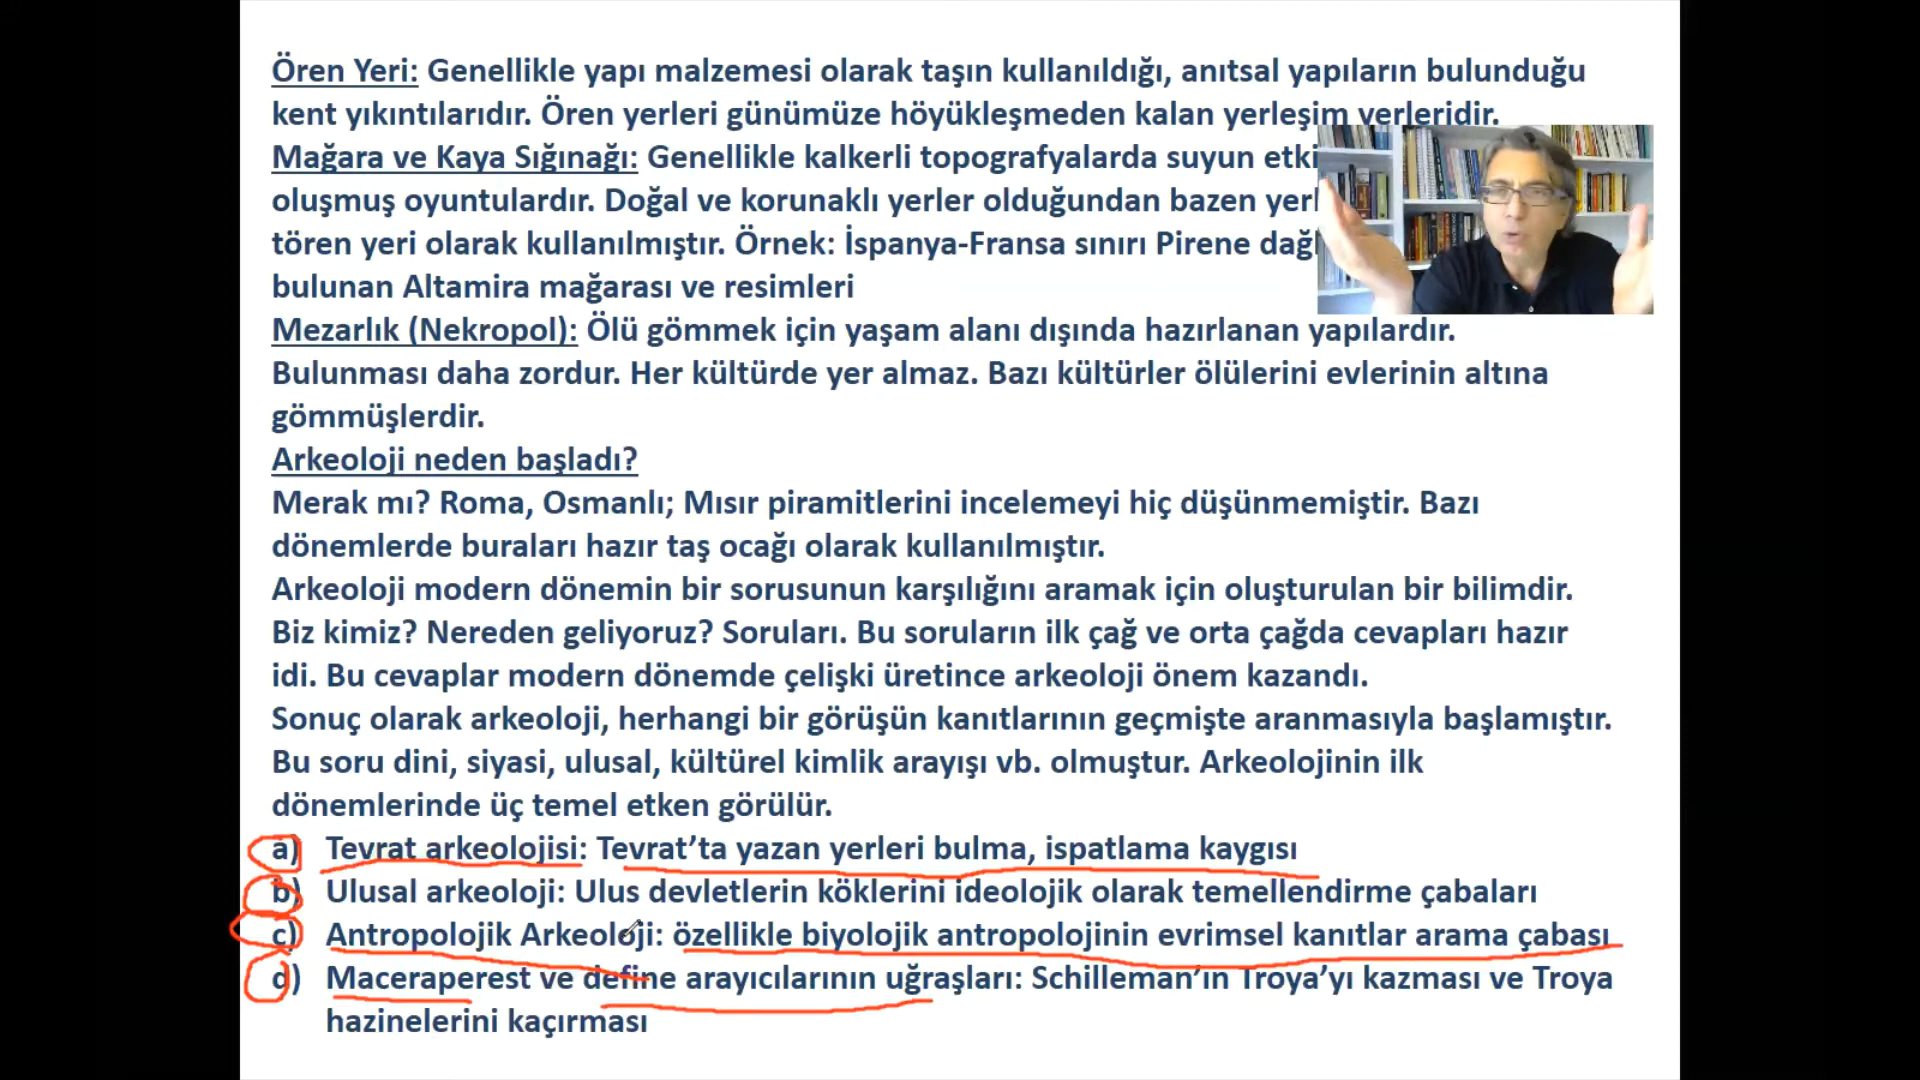 Ören Yeri: Genellikle yapı malzemesi olarak taşın kullanıldığı, anıtsal yapıların bulunduğu
kent yıkıntılarıdır. Ören yerleri günümüze höyükleşmeden kalan yerleşim yerleridir.
Mağara ve Kaya Sığınağı: Genellikle kalkerli topografyalarda suyun
oluşmuş oyuntulardır. Doğal ve korunaklı yerler olduğundan bazen
tören yeri olarak kullanılmıştır. Örnek: İspanya-Fransa sınırı Pirene
bulunan Altamira mağarası ve resimleri
Mezarlık (Nekropol): Ölü gömmek için yaşam alanı dışında hazırlanan yapılardır.
Bulunması daha zordur. Her kültürde yer almaz. Bazı kültürler ölülerini evlerinin altına
gömmüşlerdir.
Arkeoloji neden başladı?
Merak mı? Roma, Osmanlı; Mısır piramitlerini incelemeyi hiç düşünmemiştir. Bazı
dönemlerde buraları hazır taş ocağı olarak kullanılmıştır.
Arkeoloji modern dönemin bir sorusunun karşılığını aramak için oluşturulan bir bilimdir.
Biz kimiz? Nereden geliyoruz? Soruları. Bu soruların ilk çağ ve orta çağda cevapları hazır
idi. Bu cevaplar modern dönemde çelişki üretince arkeoloji önem kazandı.
Sonuç olarak arkeoloji, herhangi bir görüşün kanıtlarının geçmişte aranmasıyla başlamıştır.
Bu soru dini, siyasi, ulusal, kültürel kimlik arayışı vb. olmuştur. Arkeolojinin ilk
dönemlerinde üç temel etken görülür.
a) Tevrat arkeolojisi: Tevrat’ta yazan yerleri bulma, ispatlama kaygısı
b) Ulusal arkeoloji: Ulus devletlerin köklerini ideolojik olarak temellendirme çabaları
c) Antropolojik Arkeoloji: özellikle biyolojik antropolojinin evrimsel kanıtlar arama çabası
d) Maceraperest ve define arayıcılarının uğraşları: Schilleman’ın Troya’yı kazması ve Troya
hazinelerini kaçırması